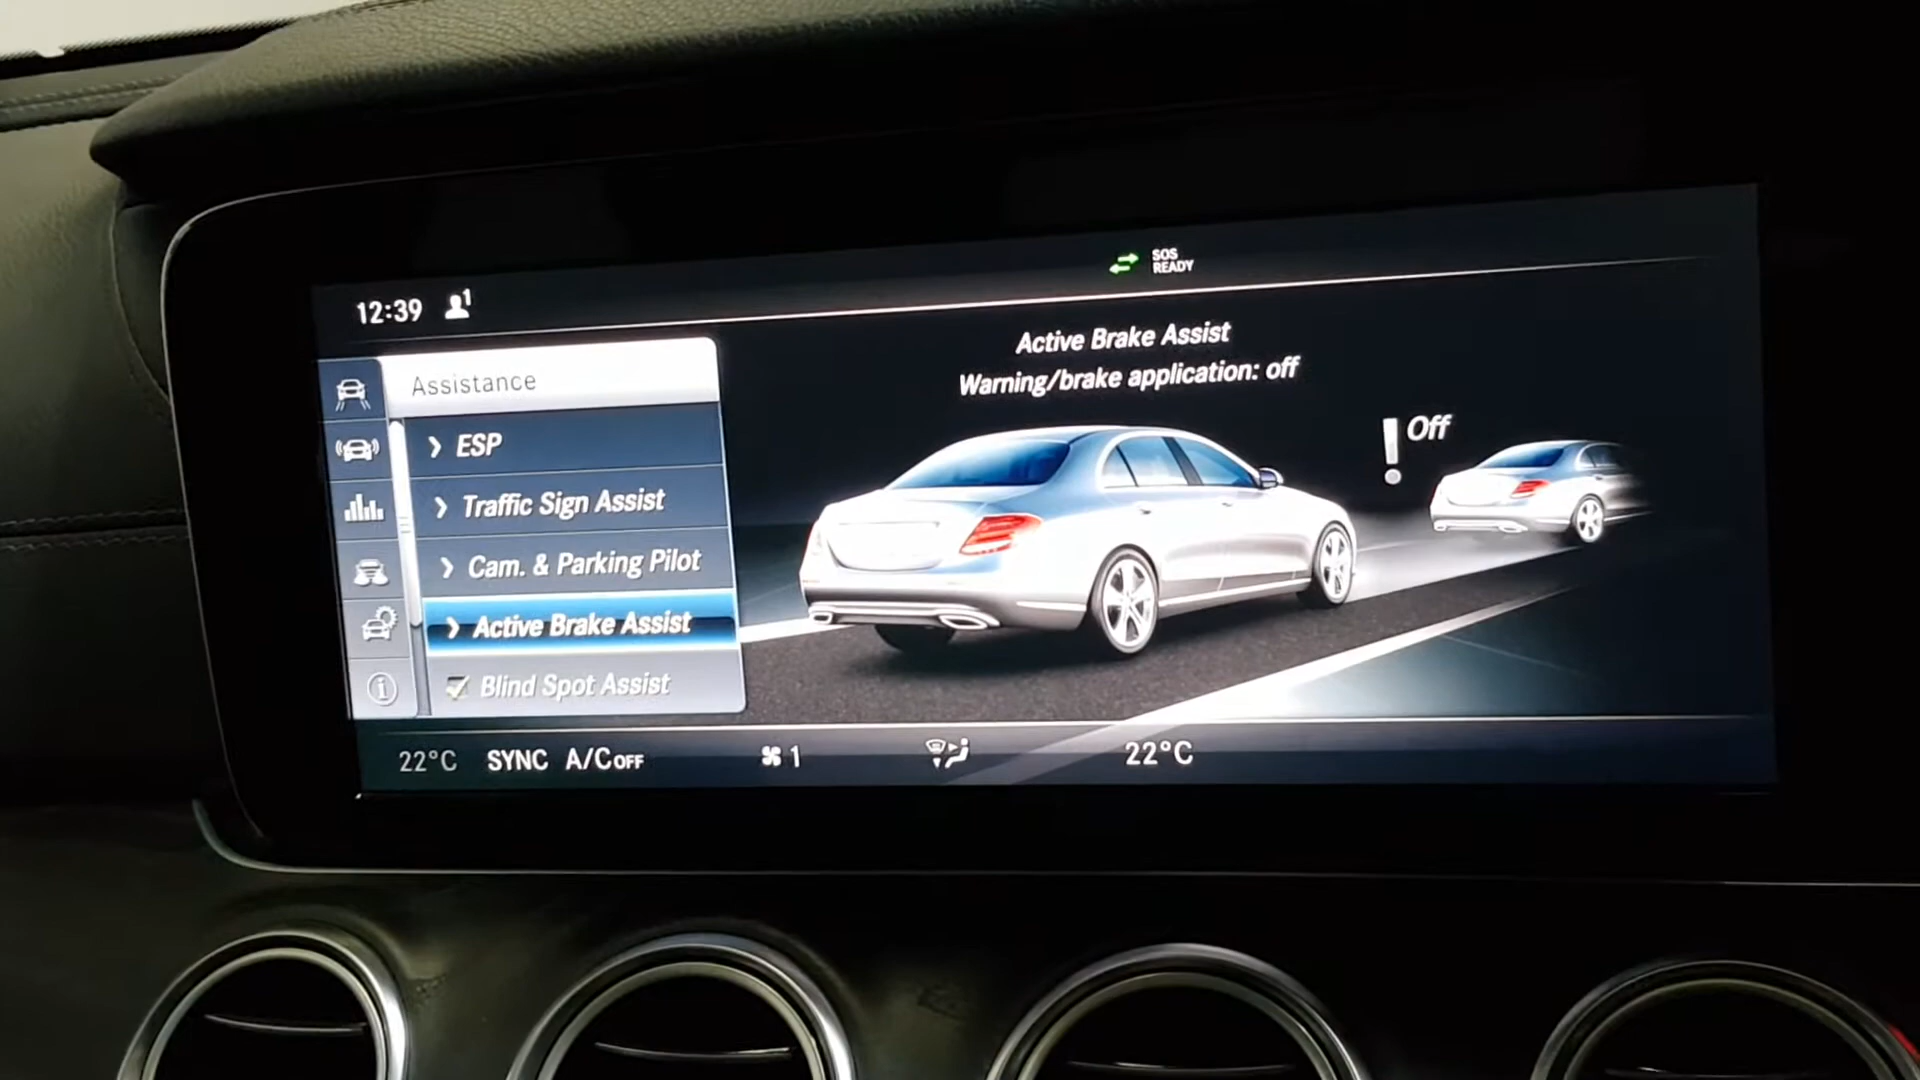 SOS
READY
12:39 1
Active Brake Assist
Warning/brake application: off
Off
Assistance
ESP
Traffic Sign Assist
Cam. & Parking Pilot
Active Brake Assist
Blind Spot Assist
22°C SYNC A/C OFF 1 22°C